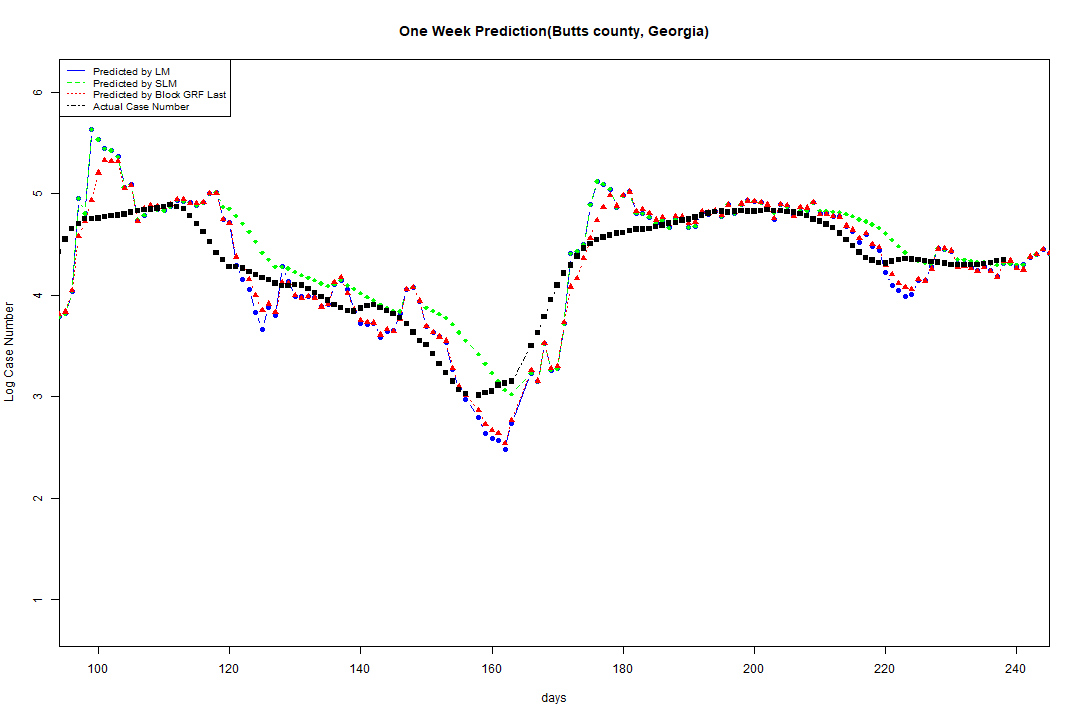 One Week Prediction(Butts county, Georgia)
Predicted by LM
Predicted by SLM
Predicted by Block GRF Last
Actual Case Number
6
5
4
3
2
1
Log Case Number
100 120 140 160 180 200 220 240
days